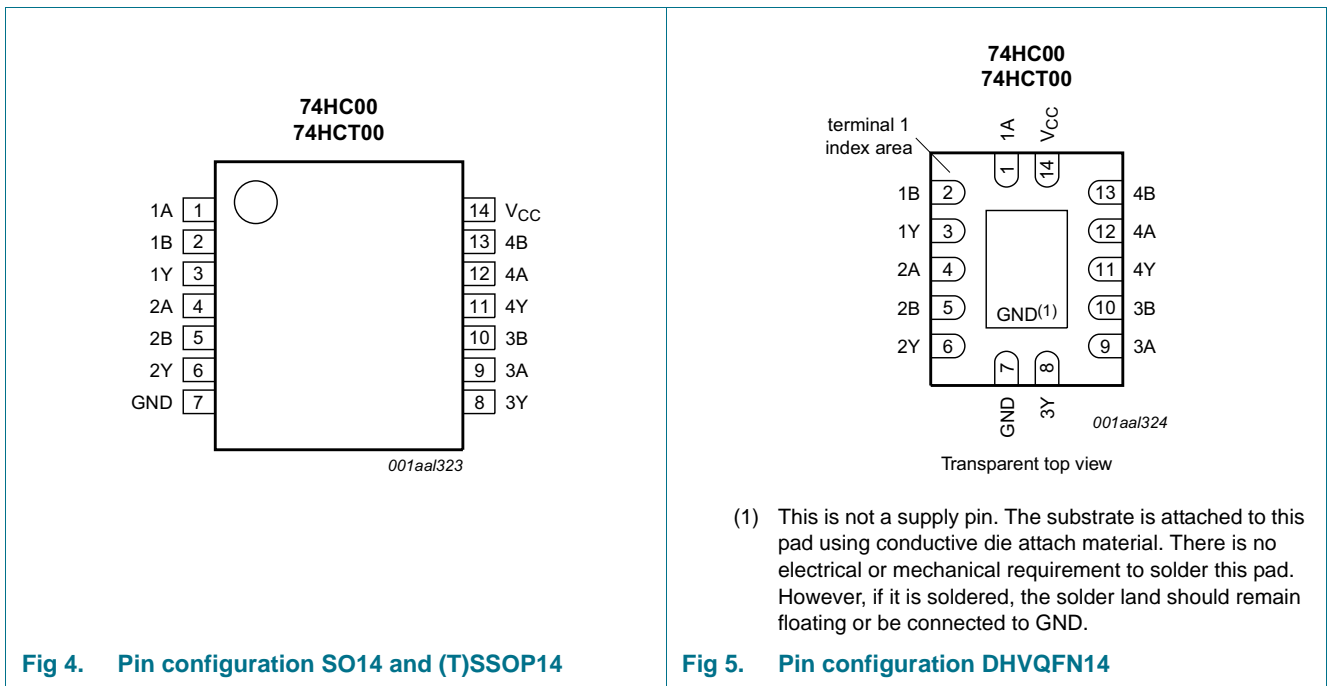 74HC00
74HCT00
1A 1
14 VCC
1B 2
13 4B
1Y 3
12 4A
2A 4
11 4Y
2B 5
10 3B
2Y 6
9 3A
GND 7
8 3Y
001aal323
Fig 4. Pin configuration SO14 and (T)SSOP14
74HC00
74HCT00
terminal 1
index area
1A
VCC
1
14
1B 2
13 4B
1Y 3
12 4A
2A 4
11 4Y
2B 5
10 3B
GND(1)
2Y 6
9 3A
7
8
GND
3Y
001aal324
Transparent top view
(1) This is not a supply pin. The substrate is attached to this
pad using conductive die attach material. There is no
electrical or mechanical requirement to solder this pad.
However, if it is soldered, the solder land should remain
floating or be connected to GND.
Fig 5. Pin configuration DHVQFN14